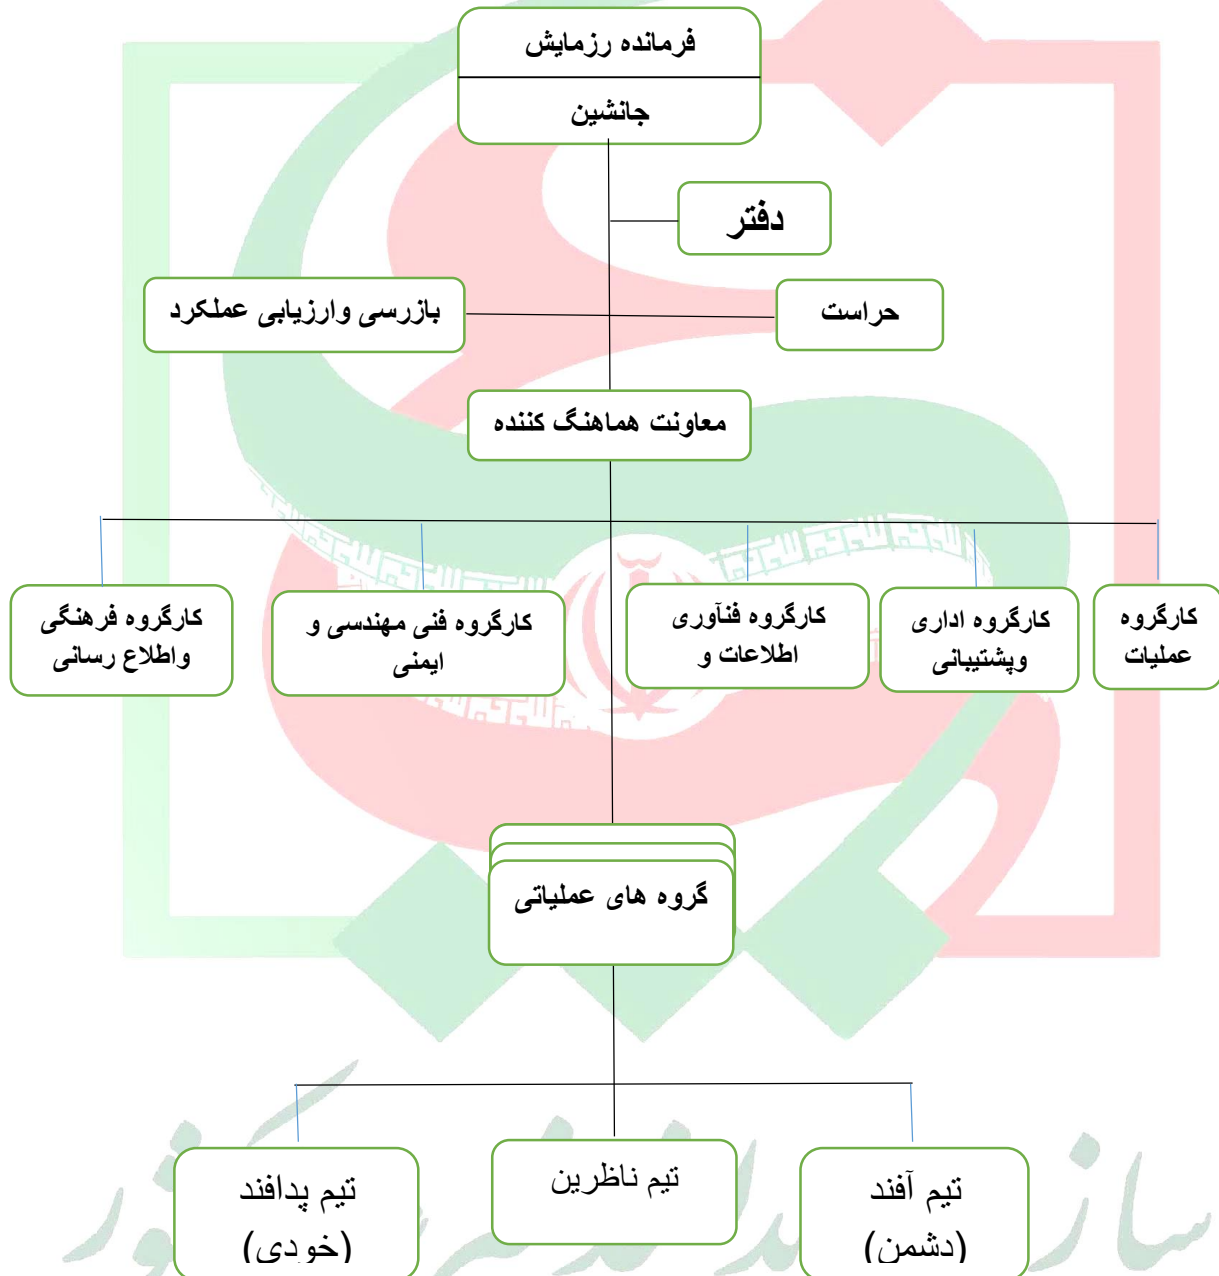 فرمانده رزمایش
جانشین
دفتر
حراست
بازرسی وارزیابی عملکرد
معاونت هماهنگ کننده
کارگروه
عملیات
کارگروه اداری
وپشتیبانی
کارگروه فنآوری
اطلاعات و
کارگروه فنی مهندسی و
ایمنی
کارگروه فرهنگی
واطلاع رسانی
گروه های عملیاتی
تیم آفند
(دشمن)
تیم ناظرین
تیم پدافند
(خودی)